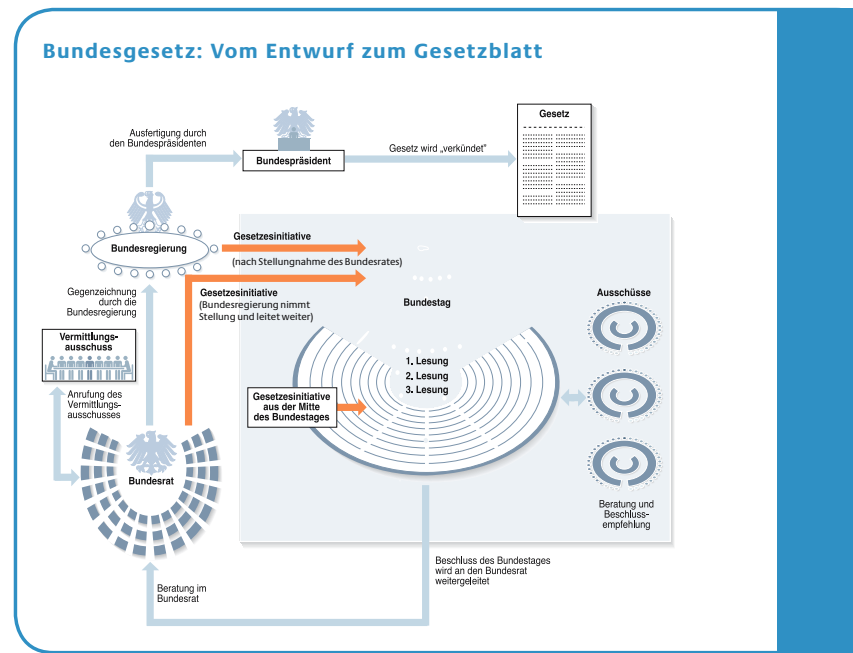 Bundesgesetz: Vom Entwurf zum Gesetzblatt
Gesetz
Ausfertigung durch
den Bundespräsidenten
Bundespräsident
Gesetz wird „verkündet"
Bundesregierung
Gesetzesinitiative
(nach Stellungnahme des Bundesrates)
Gesetzesinitiative
(Bundesregierung nimmt
Stellung und leitet weiter)
Gegenzeichnung
durch die
Bundesregierung
Bundestag
Ausschüsse
Vermittlungs-
ausschuss
1. Lesung
2. Lesung
3. Lesung
Gesetzesinitiative
aus der Mitte
des Bundestages
Anrufung des
Vermittlungs-
ausschusses
Bundesrat
Beratung und
Beschluss-
empfehlung
Beschluss des Bundestages
wird an den Bundesrat
weitergeleitet
Beratung im
Bundesrat